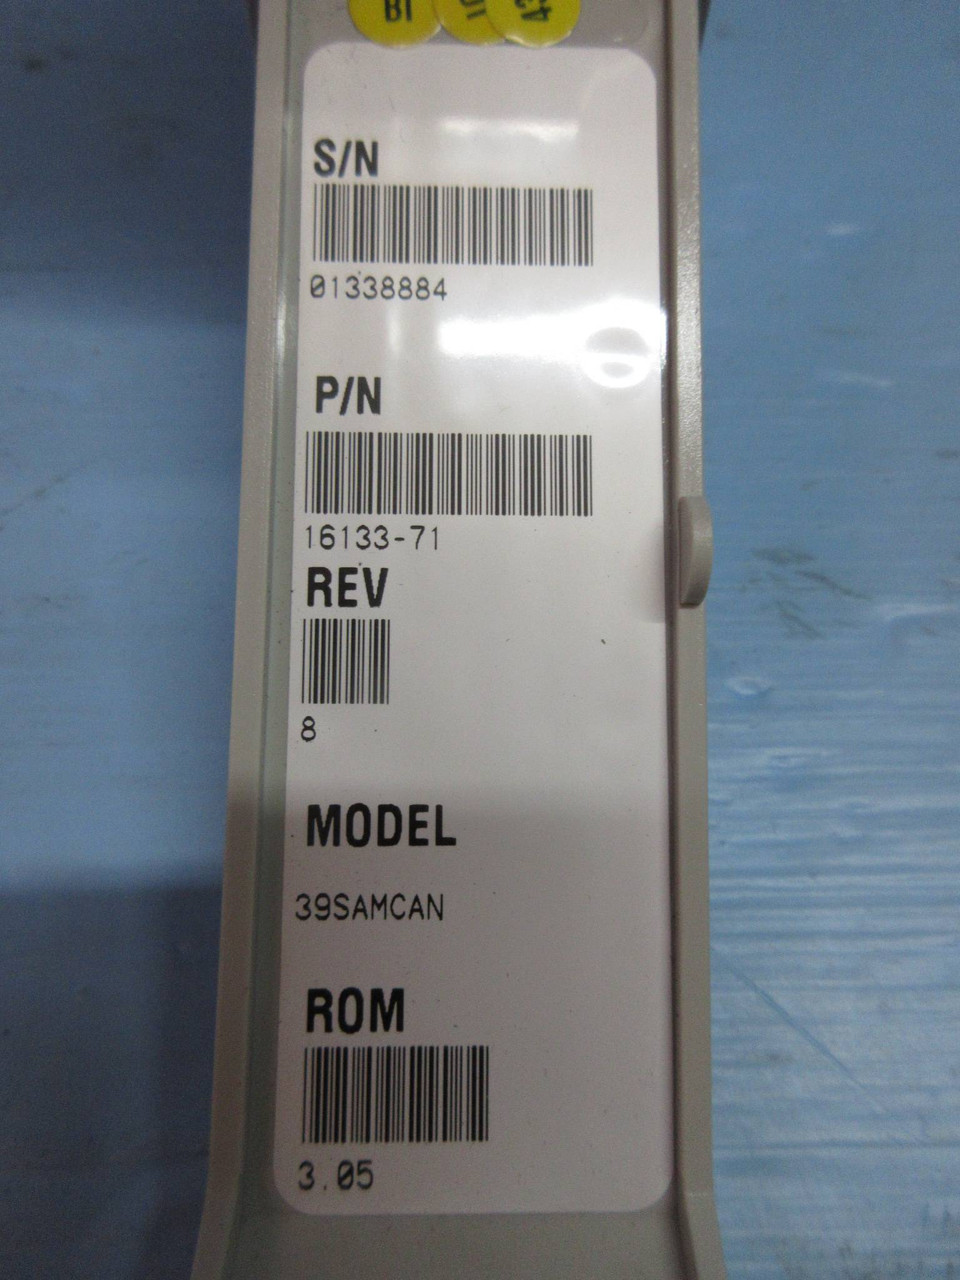 S/N
01338884
P/N
16133-71
REV
8
MODEL
39SAMCAN
ROM
3.05